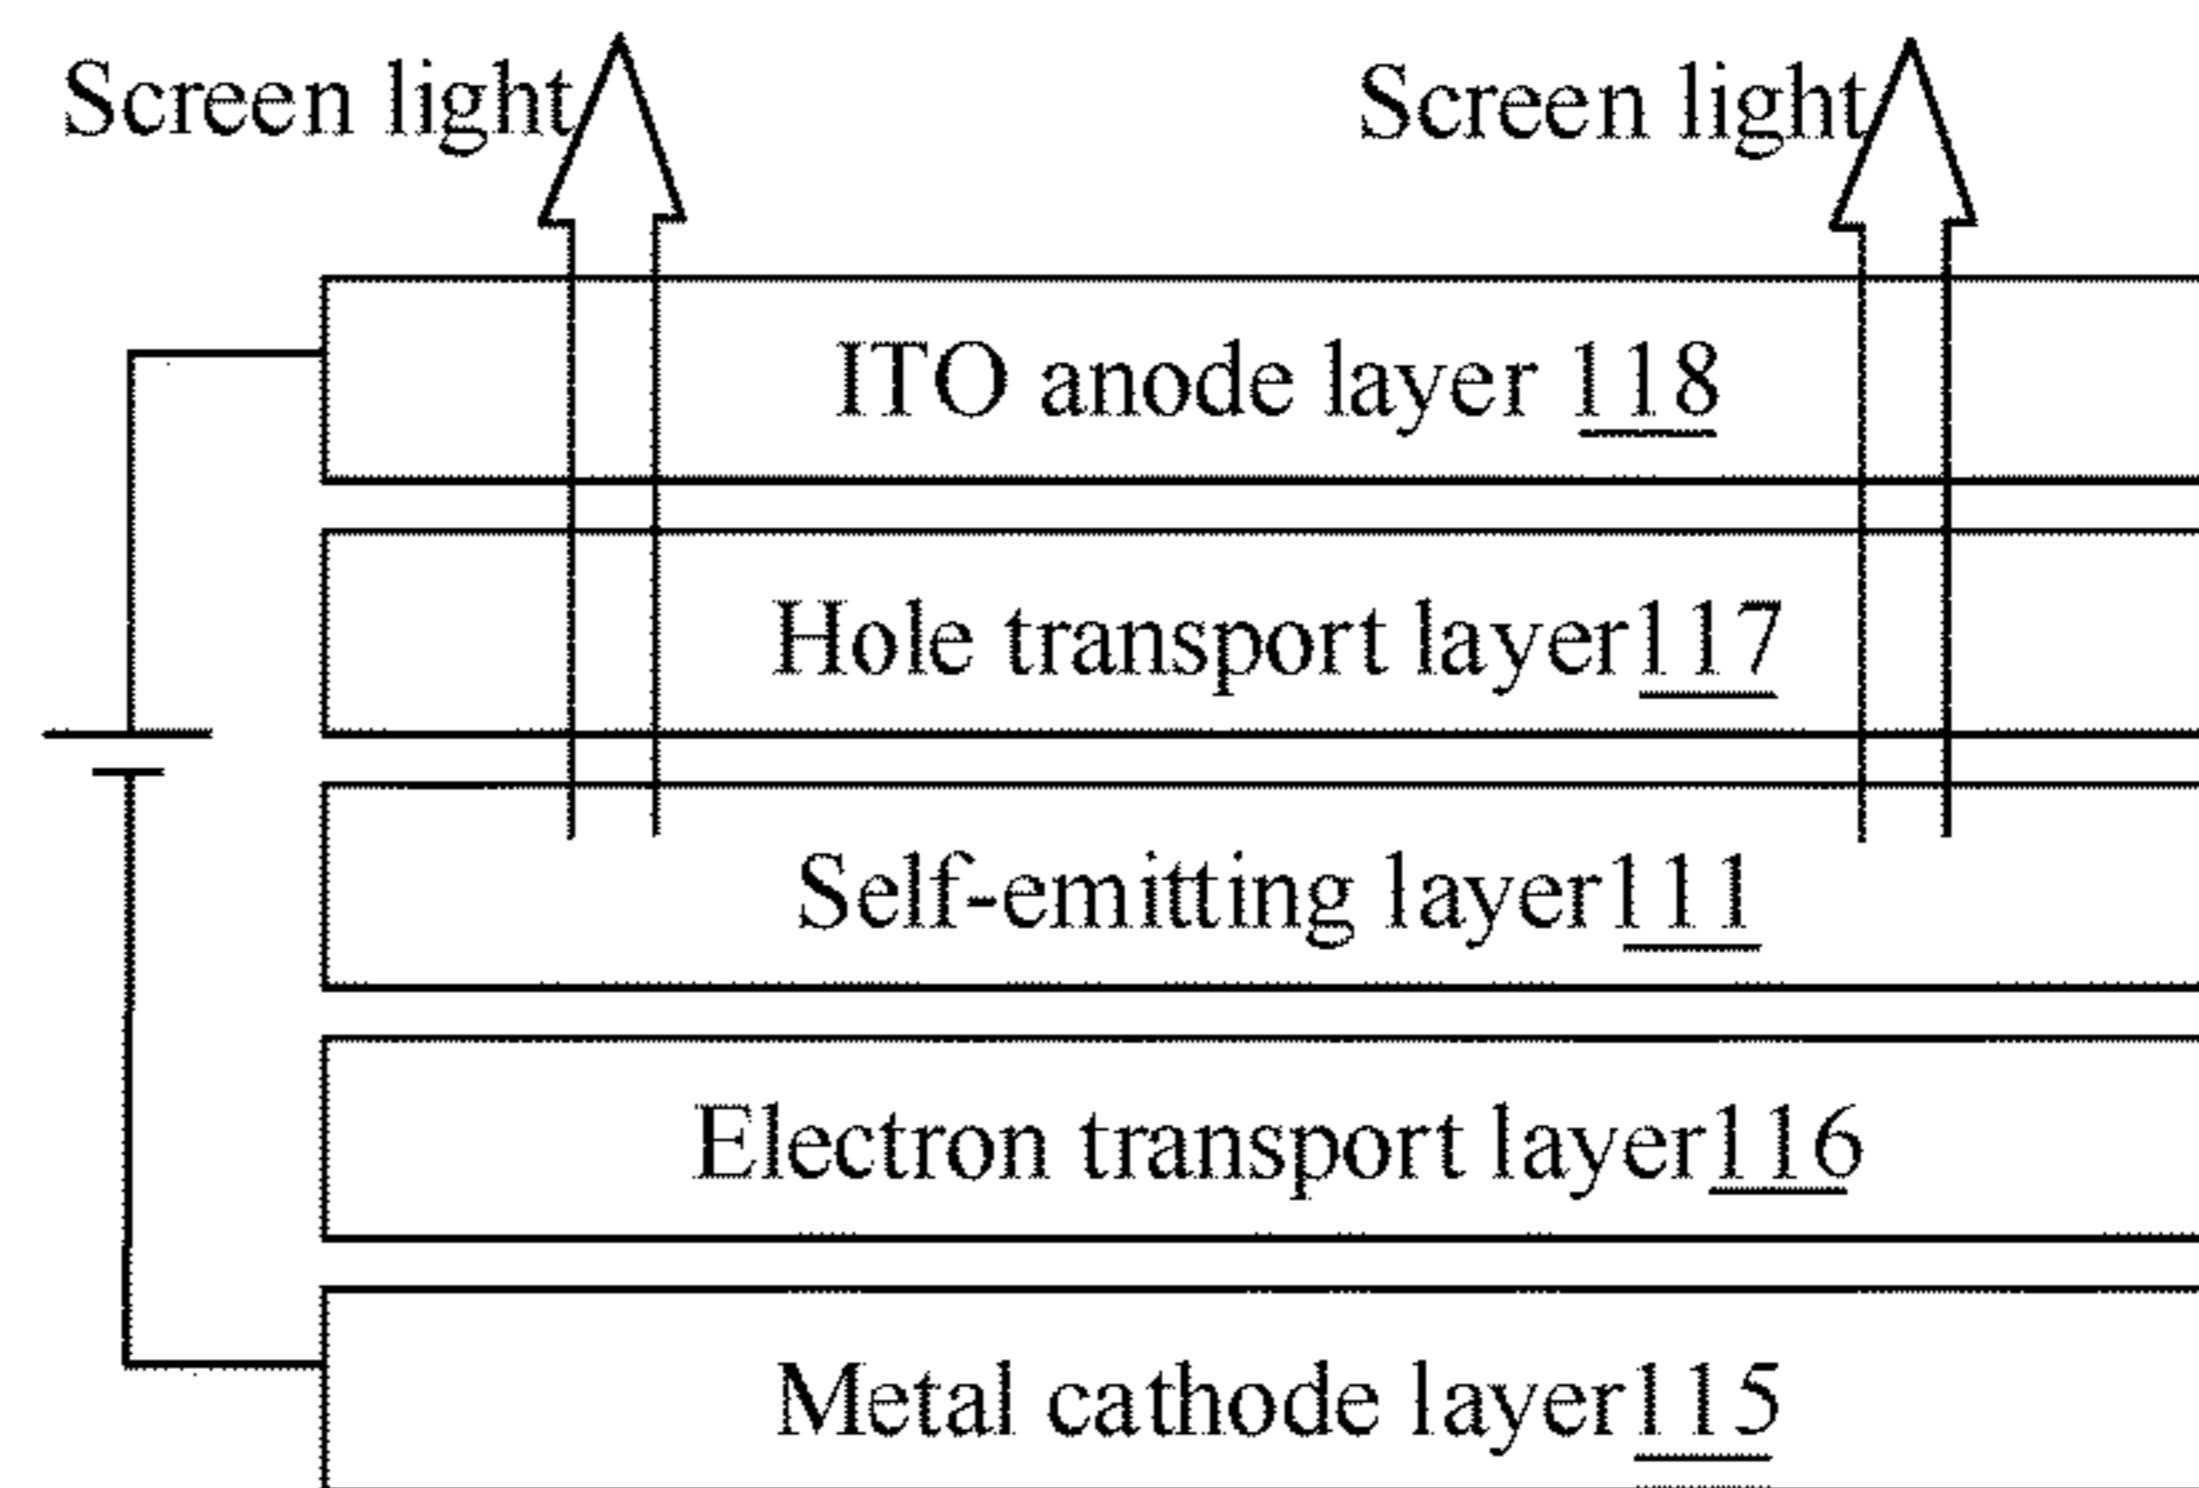 Screen light Screen light
ITO anode layer 118
Hole transport layer117
Self-emitting layer111
Electron transport layer116
Metal cathode layer115